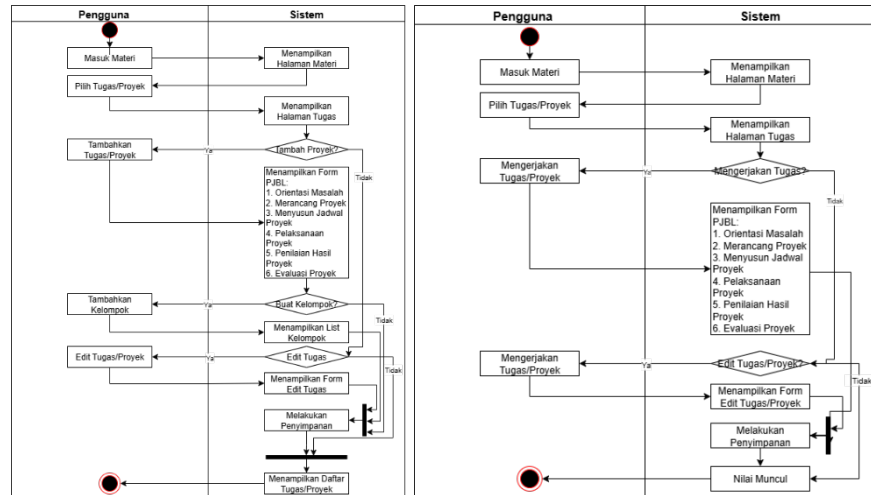 Pengguna
Sistem
Masuk Materi
Menampilkan
Halaman Materi
Pilih Tugas/Proyek
Menampilkan
Halaman Tugas
Tambahkan
Tugas/Proyek
Ya
Tambah Proyek?
Tidak
Menampilkan Form
PJBL:
1. Orientasi Masalah
2. Merancang Proyek
3. Menyusun Jadwal
Proyek
4. Pelaksanaan
Proyek
5. Penilaian Hasil
Proyek
6. Evaluasi Proyek
Tambahkan
Kelompok
Ya
Buat Kelompok?
Tidak
Menampilkan List
Kelompok
Edit Tugas/Proyek
Ya
Edit Tugas
Tidak
Menampilkan Form
Edit Tugas
Melakukan
Penyimpanan
Menampilkan Daftar
Tugas/Proyek
Pengguna
Sistem
Masuk Materi
Menampilkan
Halaman Materi
Pilih Tugas/Proyek
Menampilkan
Halaman Tugas
Mengerjakan
Tugas/Proyek
Ya
Mengerjakan Tugas?
Tidak
Menampilkan Form
PJBL:
1. Orientasi Masalah
2. Merancang Proyek
3. Menyusun Jadwal
Proyek
4. Pelaksanaan
Proyek
5. Penilaian Hasil
Proyek
6. Evaluasi Proyek
Mengerjakan
Tugas/Proyek
Ya
Edit Tugas/Proyek?
Tidak
Menampilkan Form
Edit Tugas/Proyek
Melakukan
Penyimpanan
Nilai Muncul